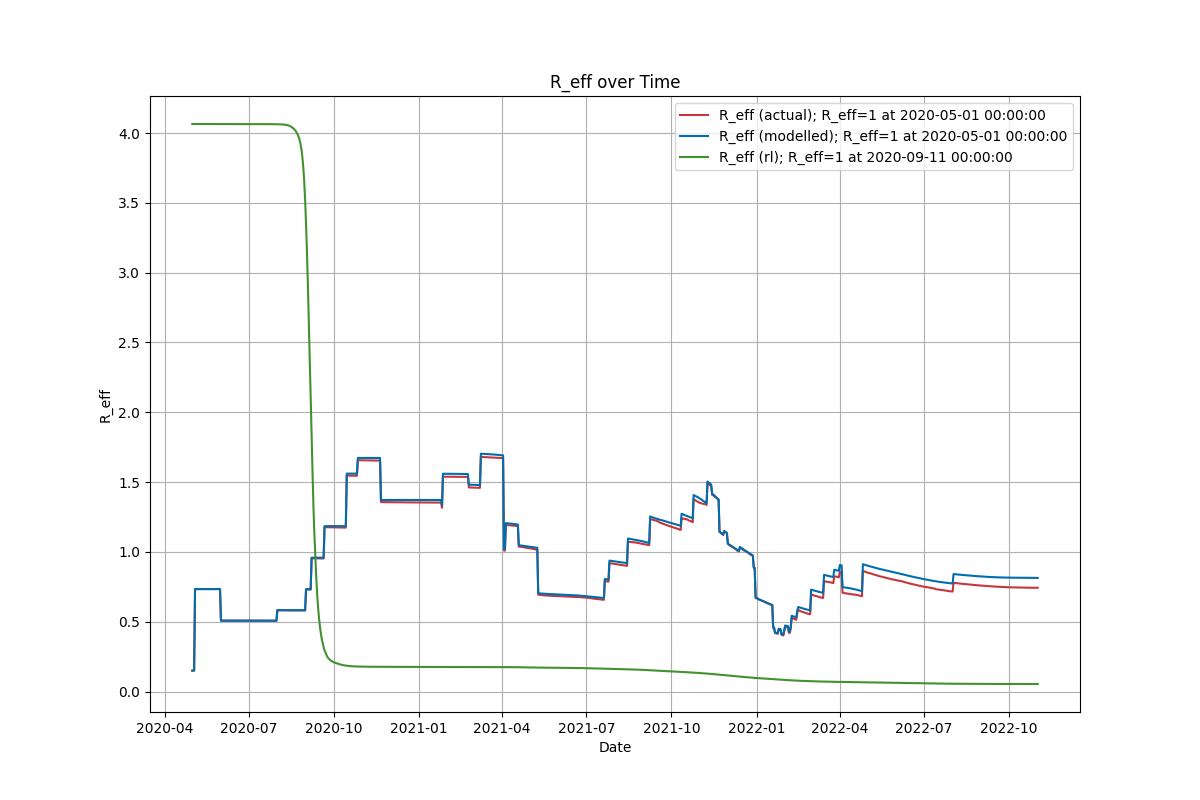 R_eff over Time
R_eff (actual); R_eff=1 at 2020-05-01 00:00:00
R_eff (modelled); R_eff=1 at 2020-05-01 00:00:00
R_eff (rl); R_eff=1 at 2020-09-11 00:00:00
4.0
3.5
3.0
2.5
2.0
1.5
1.0
0.5
0.0
R_eff
2020-04 2020-07 2020-10 2021-01 2021-04 2021-07 2021-10 2022-01 2022-04 2022-07 2022-10
Date